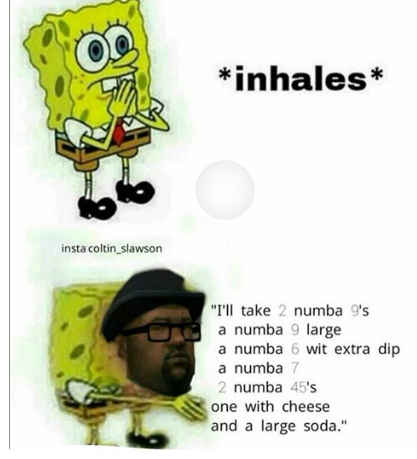 *inhales*
insta coltin_slawson
"I'll take 2 numba 9's
a numba 9 large
a numba 6 wit extra dip
a numba 7
2 numba 45's
one with cheese
and a large soda."